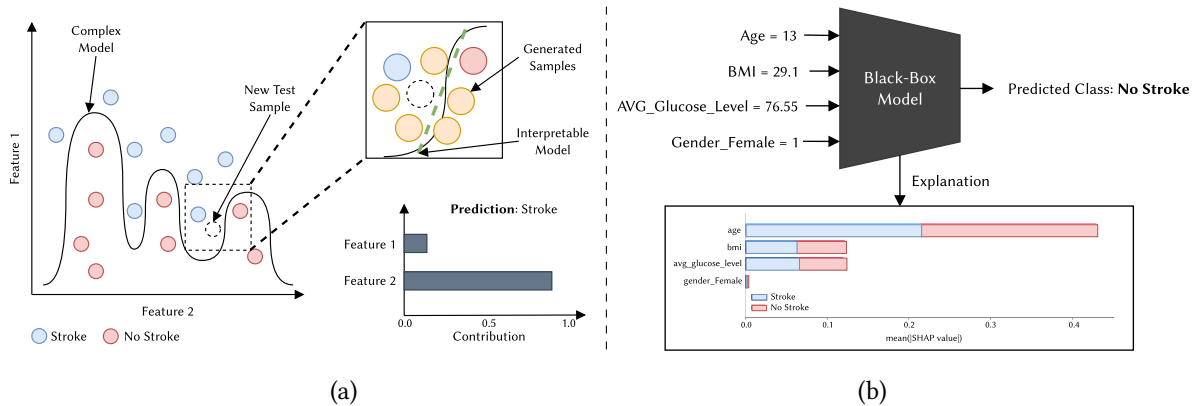 Complex
Model
New Test
Sample
Feature 1
Feature 2
Stroke
No Stroke
Generated
Samples
Interpretable
Model
Prediction: Stroke
Feature 1
Feature 2
0.0
0.5
1.0
Contribution
(a)
Age = 13
BMI = 29.1
AVG_Glucose_Level = 76.55
Gender_Female = 1
Black-Box
Model
Predicted Class: No Stroke
Explanation
age
bmi
avg_glucose_level
gender_Female
Stroke
No Stroke
0.0
0.1
0.2
0.3
0.4
mean(|SHAP value|)
(b)